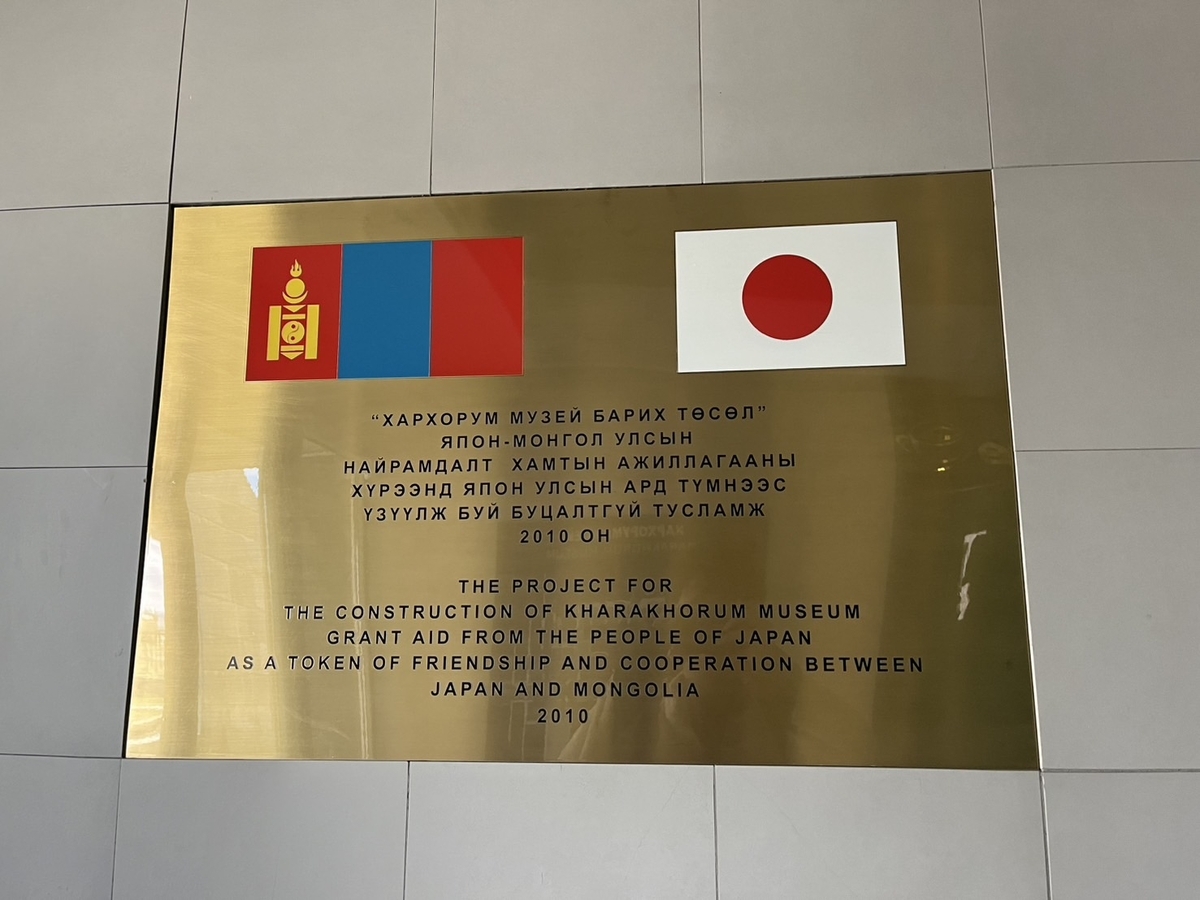 “ХАРХОРУМ МУЗЕЙ БАРИХ ТӨСӨЛ”
ЯПОН-МОНГОЛ УЛСЫН
НАЙРАМДАЛТ ХАМТЫН АЖИЛЛАГААНЫ
ХҮРЭЭНД ЯПОН УЛСЫН АРД ТҮМНЭЭС
ҮЗҮҮЛЖ БУЙ БУЦАЛТГҮЙ ТУСЛАМЖ
2010 ОН
THE PROJECT FOR
THE CONSTRUCTION OF KHARAKHORUM MUSEUM
GRANT AID FROM THE PEOPLE OF JAPAN
AS A TOKEN OF FRIENDSHIP AND COOPERATION BETWEEN
JAPAN AND MONGOLIA
2010